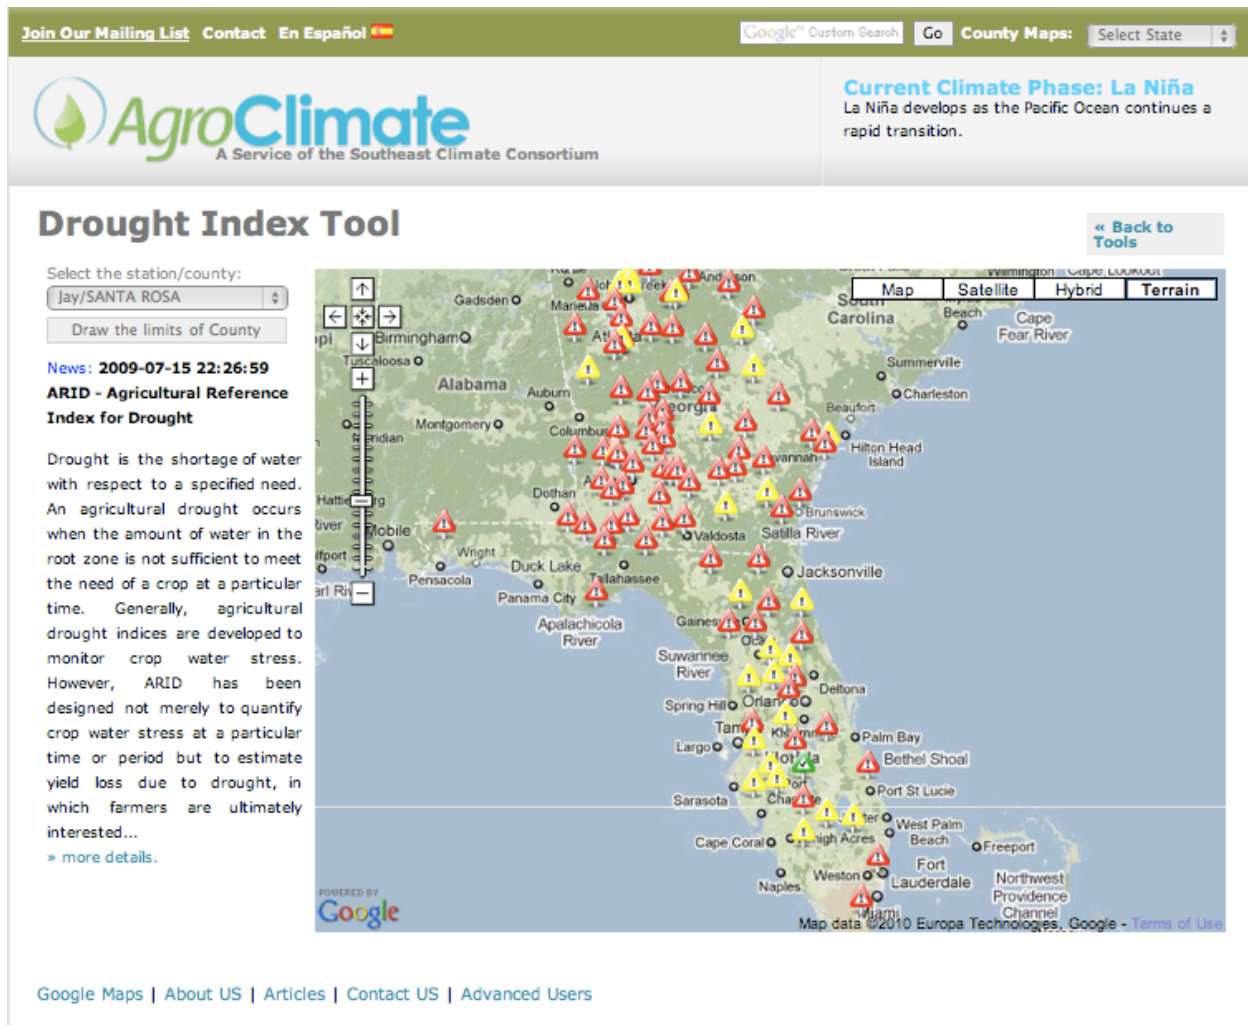 Join Our Mailing List Contact En Español
Google™ Custom Search Go County Maps: Select State
AgroClimate
A Service of the Southeast Climate Consortium
Current Climate Phase: La Niña
La Niña develops as the Pacific Ocean continues a
rapid transition.
Drought Index Tool
« Back to
Tools
Select the station/county:
Jay/SANTA ROSA
Draw the limits of County
News: 2009-07-15 22:26:59
ARID - Agricultural Reference
Index for Drought
Drought is the shortage of water
with respect to a specified need.
An agricultural drought occurs
when the amount of water in the
root zone is not sufficient to meet
the need of a crop at a particular
time. Generally, agricultural
drought indices are developed to
monitor crop water stress.
However, ARID has been
designed not merely to quantify
crop water stress at a particular
time or period but to estimate
yield loss due to drought, in
which farmers are ultimately
interested...
» more details.
Map Satellite Hybrid Terrain
Wilmington Cape Lookout
Gadsden
Marietta
South
Carolina
Beach
Cape
Fear River
Birmingham
Tuscaloosa
Alabama
Auburn
Summerville
Charleston
Beaufort
Montgomery
Columbus
Georgia
Hilton Head
Island
Savannah
Dothan
Brunswick
Mobile
Valdosta
Satilla River
Wright
Pensacola
Duck Lake
Tallahassee
Jacksonville
Panama City
Apalachicola
River
Suwannee
River
Deltona
Spring Hill
Orlando
Largo
Palm Bay
Bethel Shoal
Port St Lucie
Sarasota
West Palm
Beach
Cape Coral
Freeport
Fort
Lauderdale
Weston
Naples
Northwest
Providence
Channel
Miami
POWERED BY
Google
Map data ©2010 Europa Technologies, Google - Terms of Use
Google Maps | About US | Articles | Contact US | Advanced Users